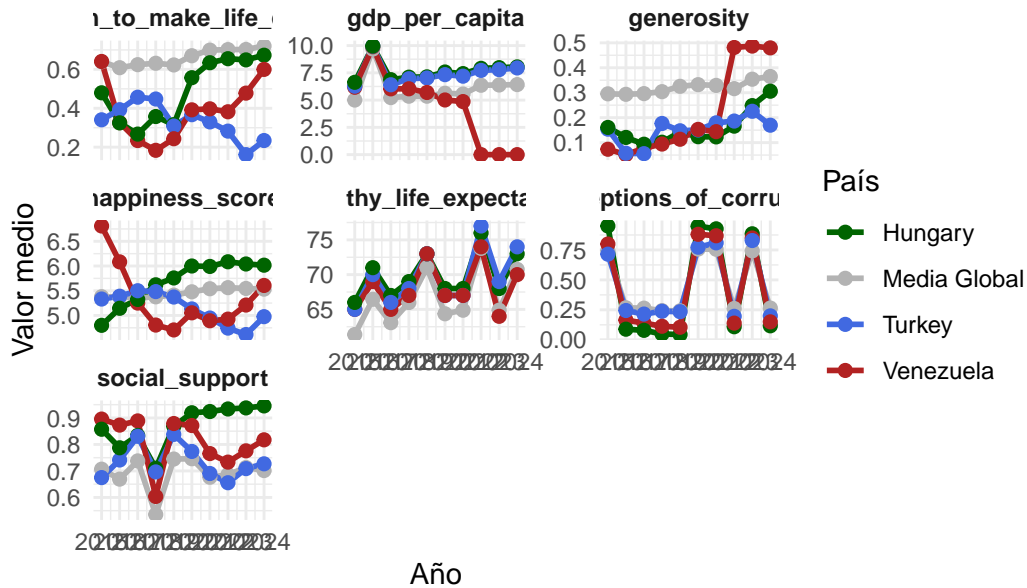 n_to_make_life_
gdp_per_capita
generosity
0.6
0.4
0.2
10.0
7.5
5.0
2.5
0.0
0.5
0.4
0.3
0.2
0.1
happiness_score
thy_life_expecta
ptions_of_corru
6.5
6.0
5.5
5.0
75
70
65
0.75
0.50
0.25
0.00
social_support
0.9
0.8
0.7
0.6
Valor medio
Año
País
Hungary
Media Global
Turkey
Venezuela